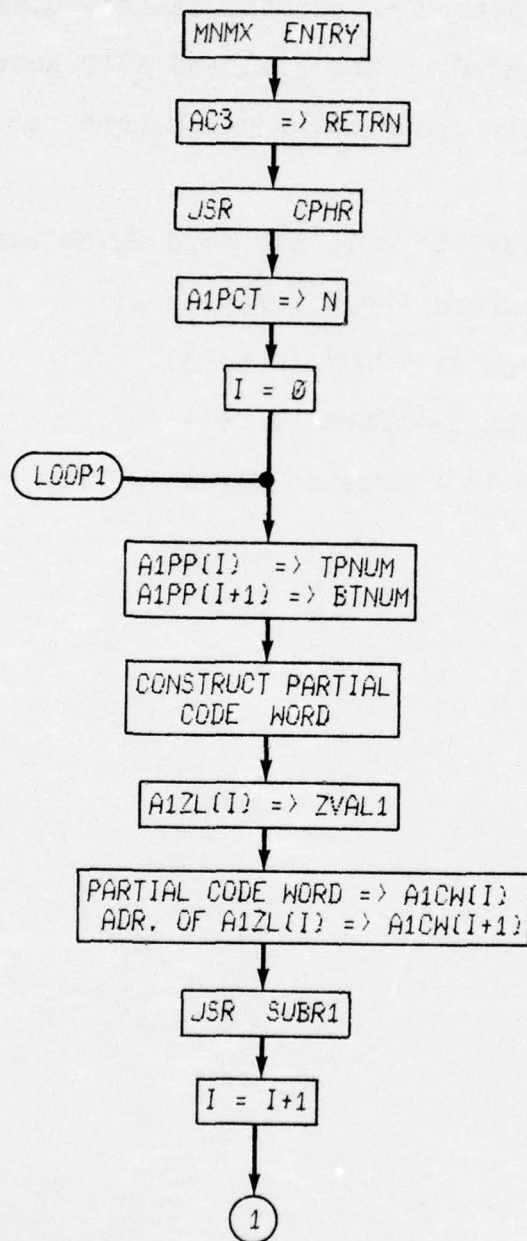 MNMX ENTRY
AC3 => RETRN
JSR CPHR
A1PCT => N
I = 0
LOOP1
A1PP(I) => TPNUM
A1PP(I+1) => BTNUM
CONSTRUCT PARTIAL
CODE WORD
A1ZL(I) => ZVAL1
PARTIAL CODE WORD => A1CW(I)
ADR. OF A1ZL(I) => A1CW(I+1)
JSR SUBR1
I = I+1
1